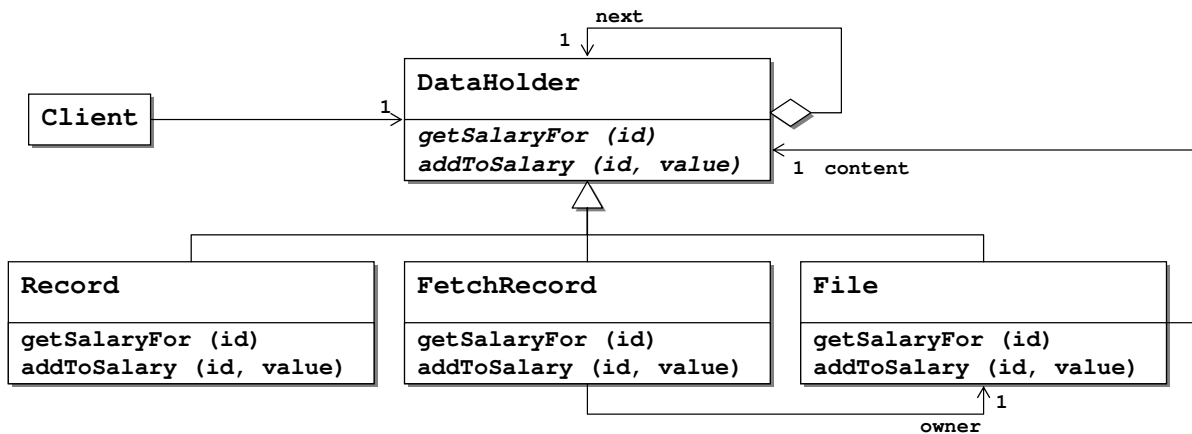 next
1
DataHolder
Client
1
getSalaryFor (id)
addToSalary (id, value)
1 content
Record
FetchRecord
File
getSalaryFor (id)
addToSalary (id, value)
getSalaryFor (id)
addToSalary (id, value)
getSalaryFor (id)
addToSalary (id, value)
1
owner